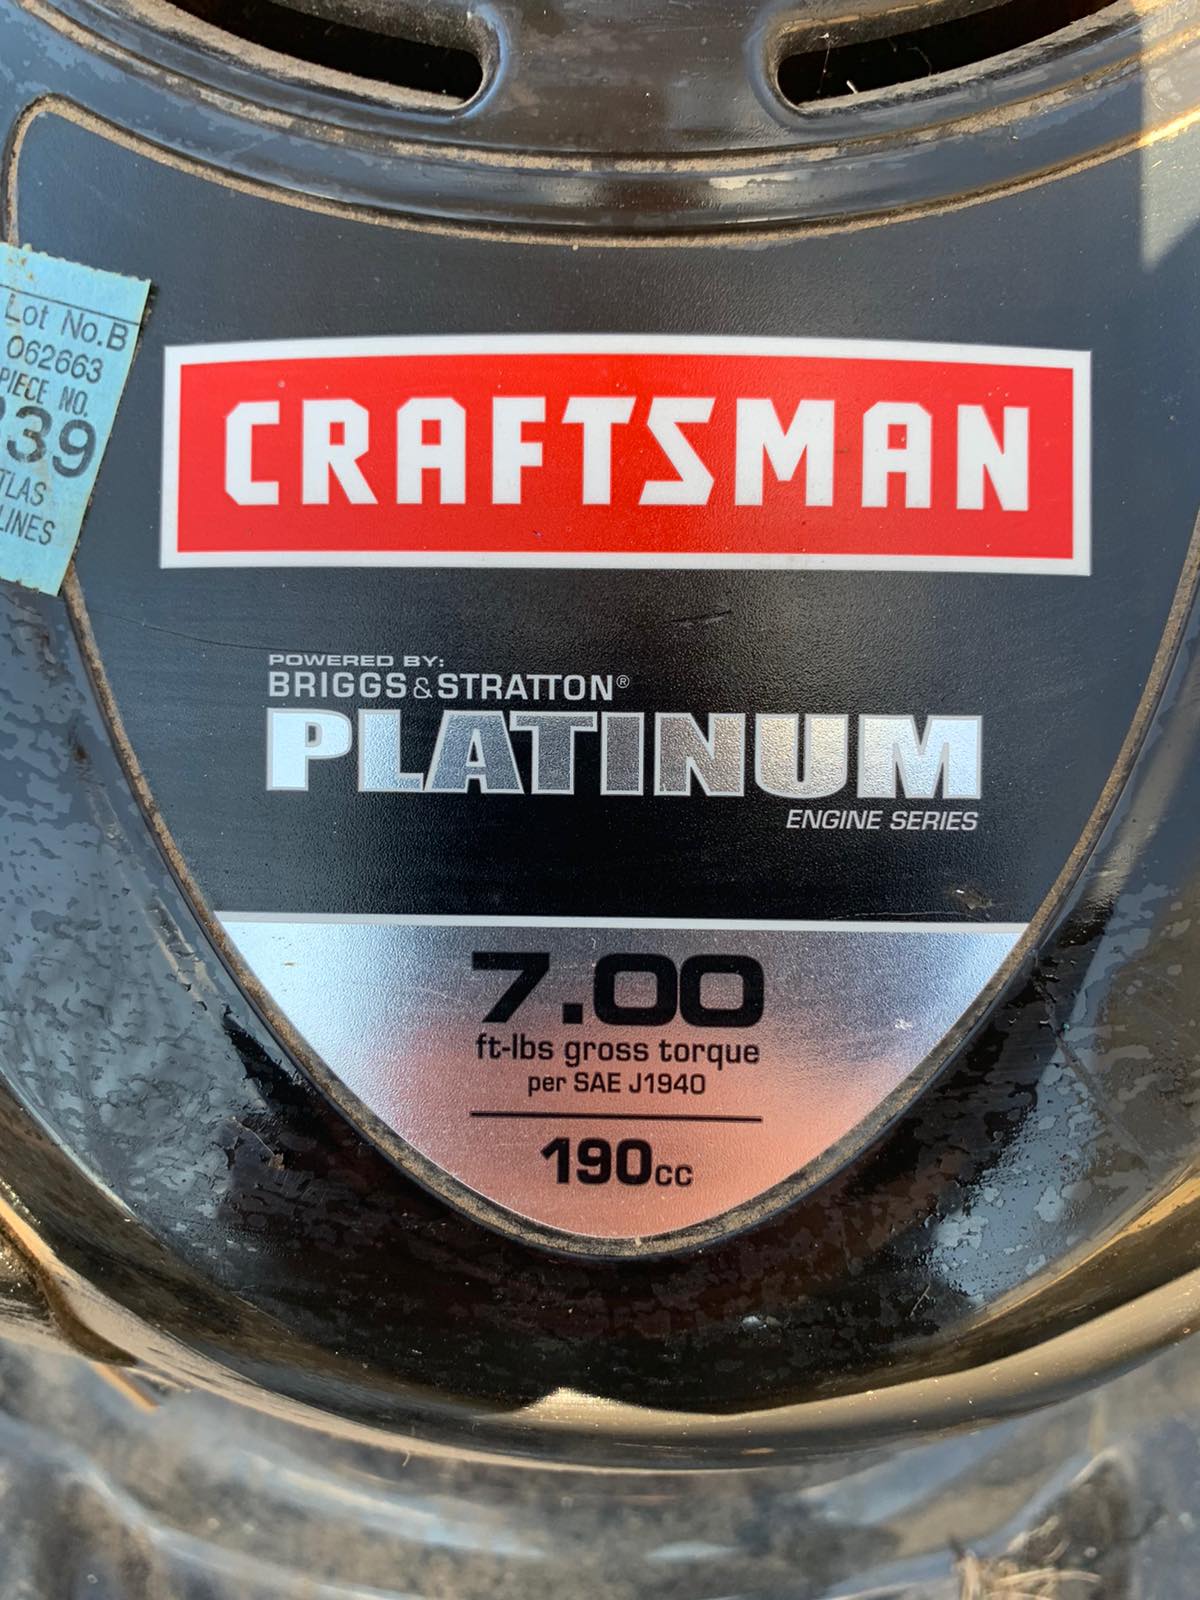 Lot No.B
062663
PIECE NO.
39
LINES
CRAFTSMAN
POWERED BY:
BRIGGS & STRATTON®
PLATINUM
ENGINE SERIES
7.00
ft-lbs gross torque
per SAE J1940
190cc